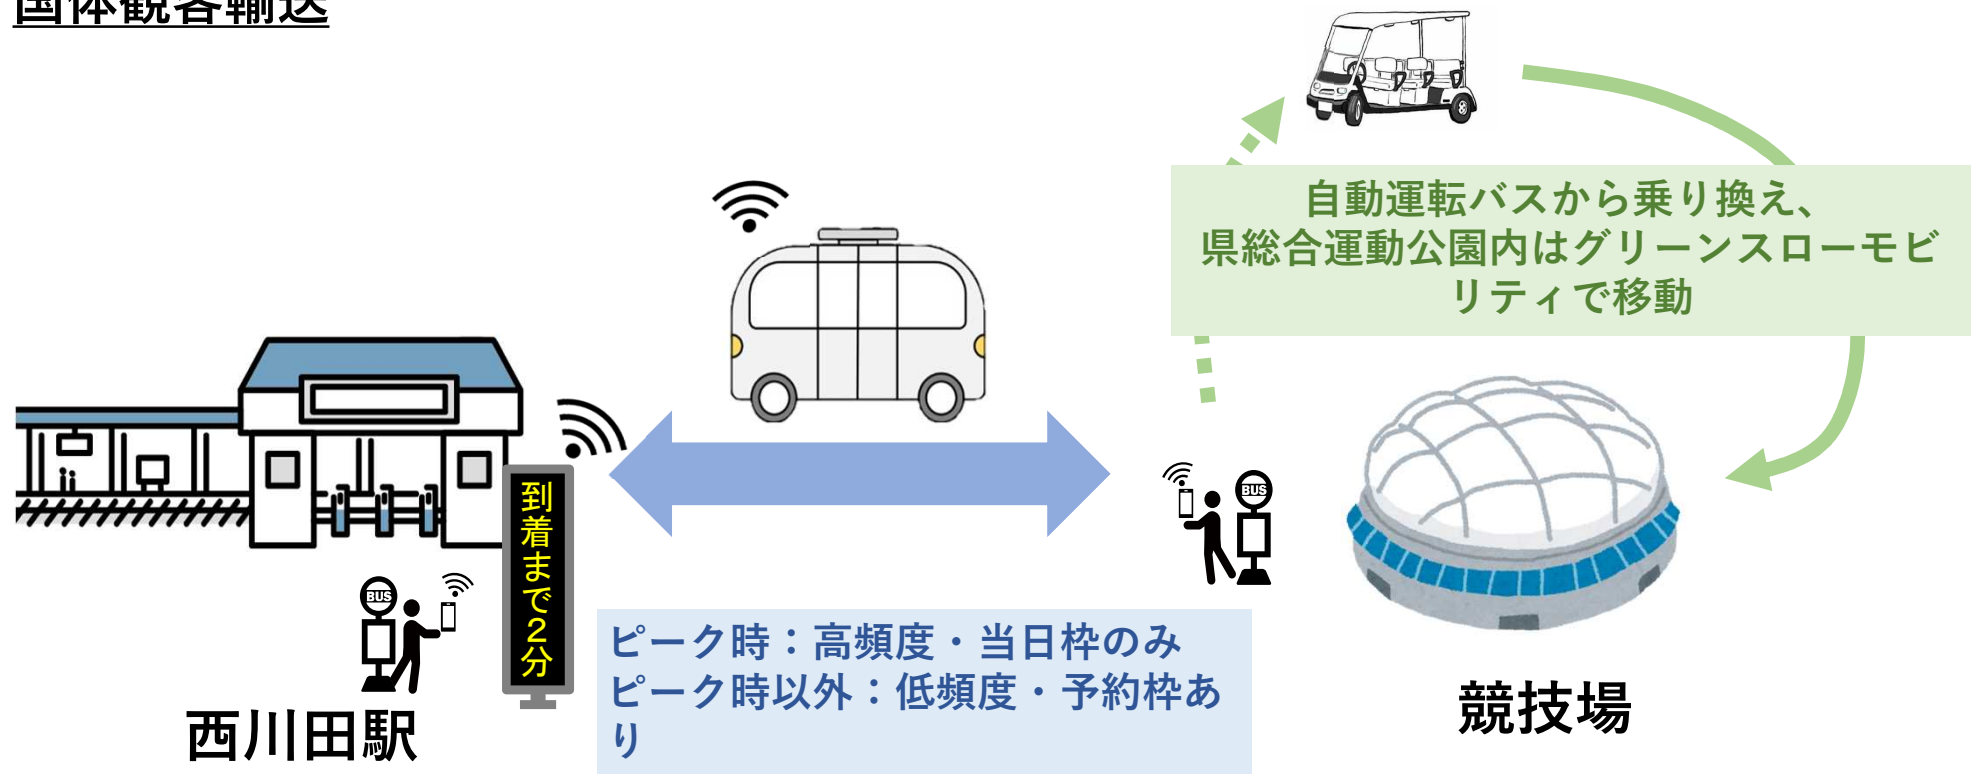 国体観客輸送
自動運転バスから乗り換え、
県総合運動公園内はグリーンスローモビ
リティで移動
到着まで2分
BUS
BUS
ピーク時：高頻度・当日枠のみ
ピーク時以外：低頻度・予約枠あ
り
西川田駅
競技場